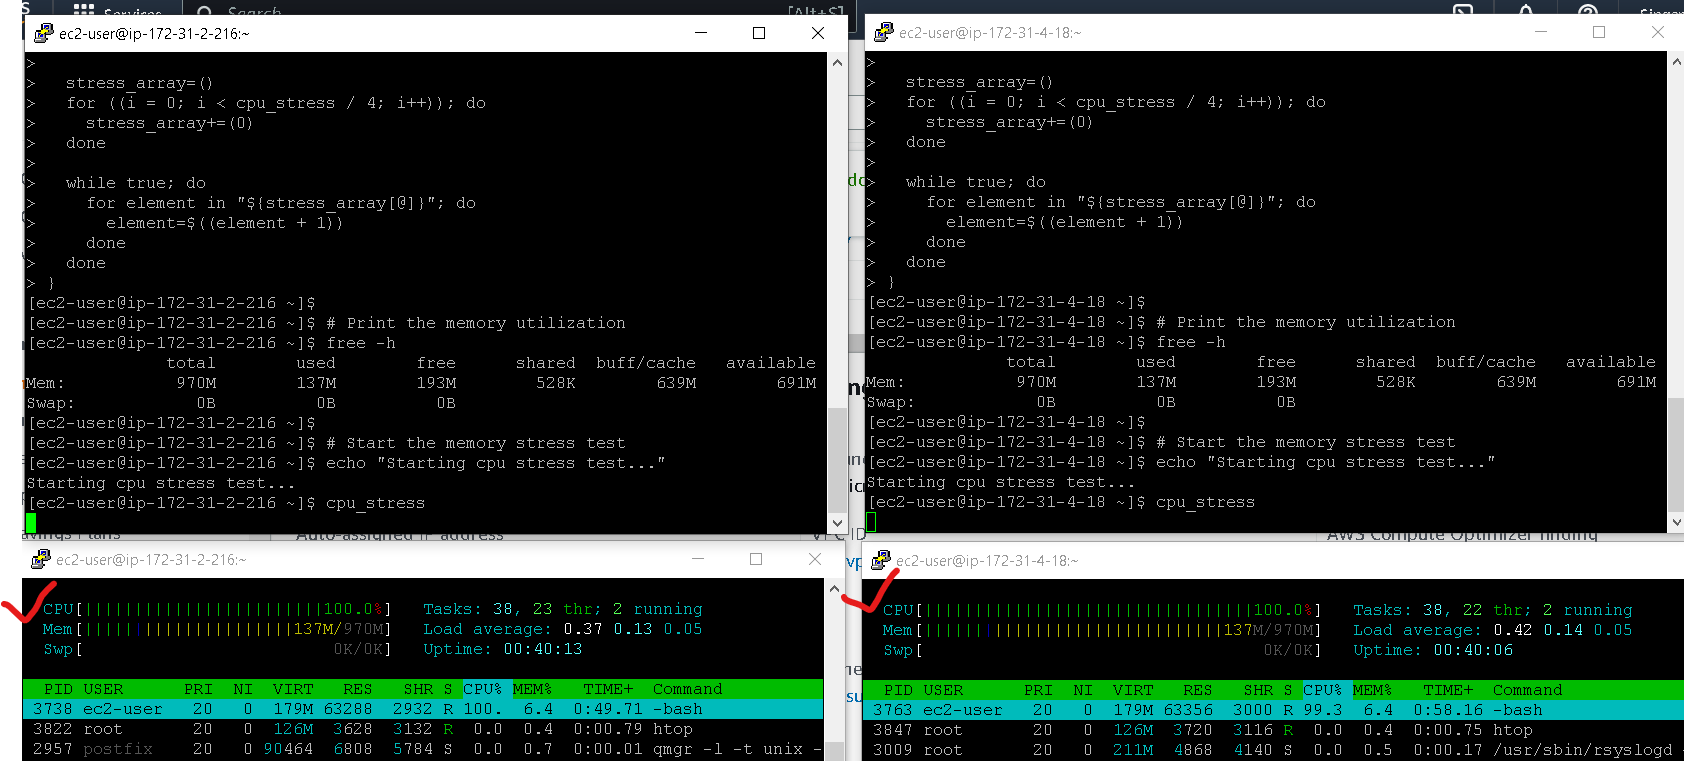 Services
Search
[Alt+S]
ec2-user@ip-172-31-2-216:~
>
>   stress_array=()
>   for ((i = 0; i < cpu_stress / 4; i++)); do
>     stress_array+=(0)
>   done
>
>   while true; do
>     for element in "${stress_array[@]}"; do
>       element=$((element + 1))
>     done
>   done
> }
[ec2-user@ip-172-31-2-216 ~]$
[ec2-user@ip-172-31-2-216 ~]$ # Print the memory utilization
[ec2-user@ip-172-31-2-216 ~]$ free -h
total used free shared buff/cache available
Mem: 970M 137M 193M 528K 639M 691M
Swap: 0B 0B 0B
[ec2-user@ip-172-31-2-216 ~]$
[ec2-user@ip-172-31-2-216 ~]$ # Start the memory stress test
[ec2-user@ip-172-31-2-216 ~]$ echo "Starting cpu stress test..."
Starting cpu stress test...
[ec2-user@ip-172-31-2-216 ~]$ cpu_stress
ec2-user@ip-172-31-4-18:~
>
>   stress_array=()
>   for ((i = 0; i < cpu_stress / 4; i++)); do
>     stress_array+=(0)
>   done
>
>   while true; do
>     for element in "${stress_array[@]}"; do
>       element=$((element + 1))
>     done
>   done
> }
[ec2-user@ip-172-31-4-18 ~]$
[ec2-user@ip-172-31-4-18 ~]$ # Print the memory utilization
[ec2-user@ip-172-31-4-18 ~]$ free -h
total used free shared buff/cache available
Mem: 970M 137M 193M 528K 639M 691M
Swap: 0B 0B 0B
[ec2-user@ip-172-31-4-18 ~]$
[ec2-user@ip-172-31-4-18 ~]$ # Start the memory stress test
[ec2-user@ip-172-31-4-18 ~]$ echo "Starting cpu stress test..."
Starting cpu stress test...
[ec2-user@ip-172-31-4-18 ~]$ cpu_stress
Auto-assigned IP address
AWS Compute Optimizer finding
ec2-user@ip-172-31-2-216:~
CPU[||||||||||||||||||||||||100.0%] Tasks: 38, 23 thr; 2 running
Mem[|||||||||||||||||||||137M/970M] Load average: 0.37 0.13 0.05
Swp[ 0K/0K] Uptime: 00:40:13
PID USER PRI NI VIRT RES SHR S CPU% MEM% TIME+ Command
3738 ec2-user 20 0 179M 63288 2932 R 100. 6.4 0:49.71 -bash
3822 root 20 0 126M 3628 3132 R 0.0 0.4 0:00.79 htop
2957 postfix 20 0 90464 6808 5784 S 0.0 0.7 0:00.01 qmgr -l -t unix -
ec2-user@ip-172-31-4-18:~
CPU[|||||||||||||||||||||||||||||||||100.0%] Tasks: 38, 22 thr; 2 running
Mem[||||||||||||||||||||||||||||||137M/970M] Load average: 0.42 0.14 0.05
Swp[ 0K/0K] Uptime: 00:40:06
PID USER PRI NI VIRT RES SHR S CPU% MEM% TIME+ Command
3763 ec2-user 20 0 179M 63356 3000 R 99.3 6.4 0:58.16 -bash
3847 root 20 0 126M 3720 3116 R 0.0 0.4 0:00.75 htop
3009 root 20 0 211M 4868 4140 S 0.0 0.5 0:00.17 /usr/sbin/rsyslogd -